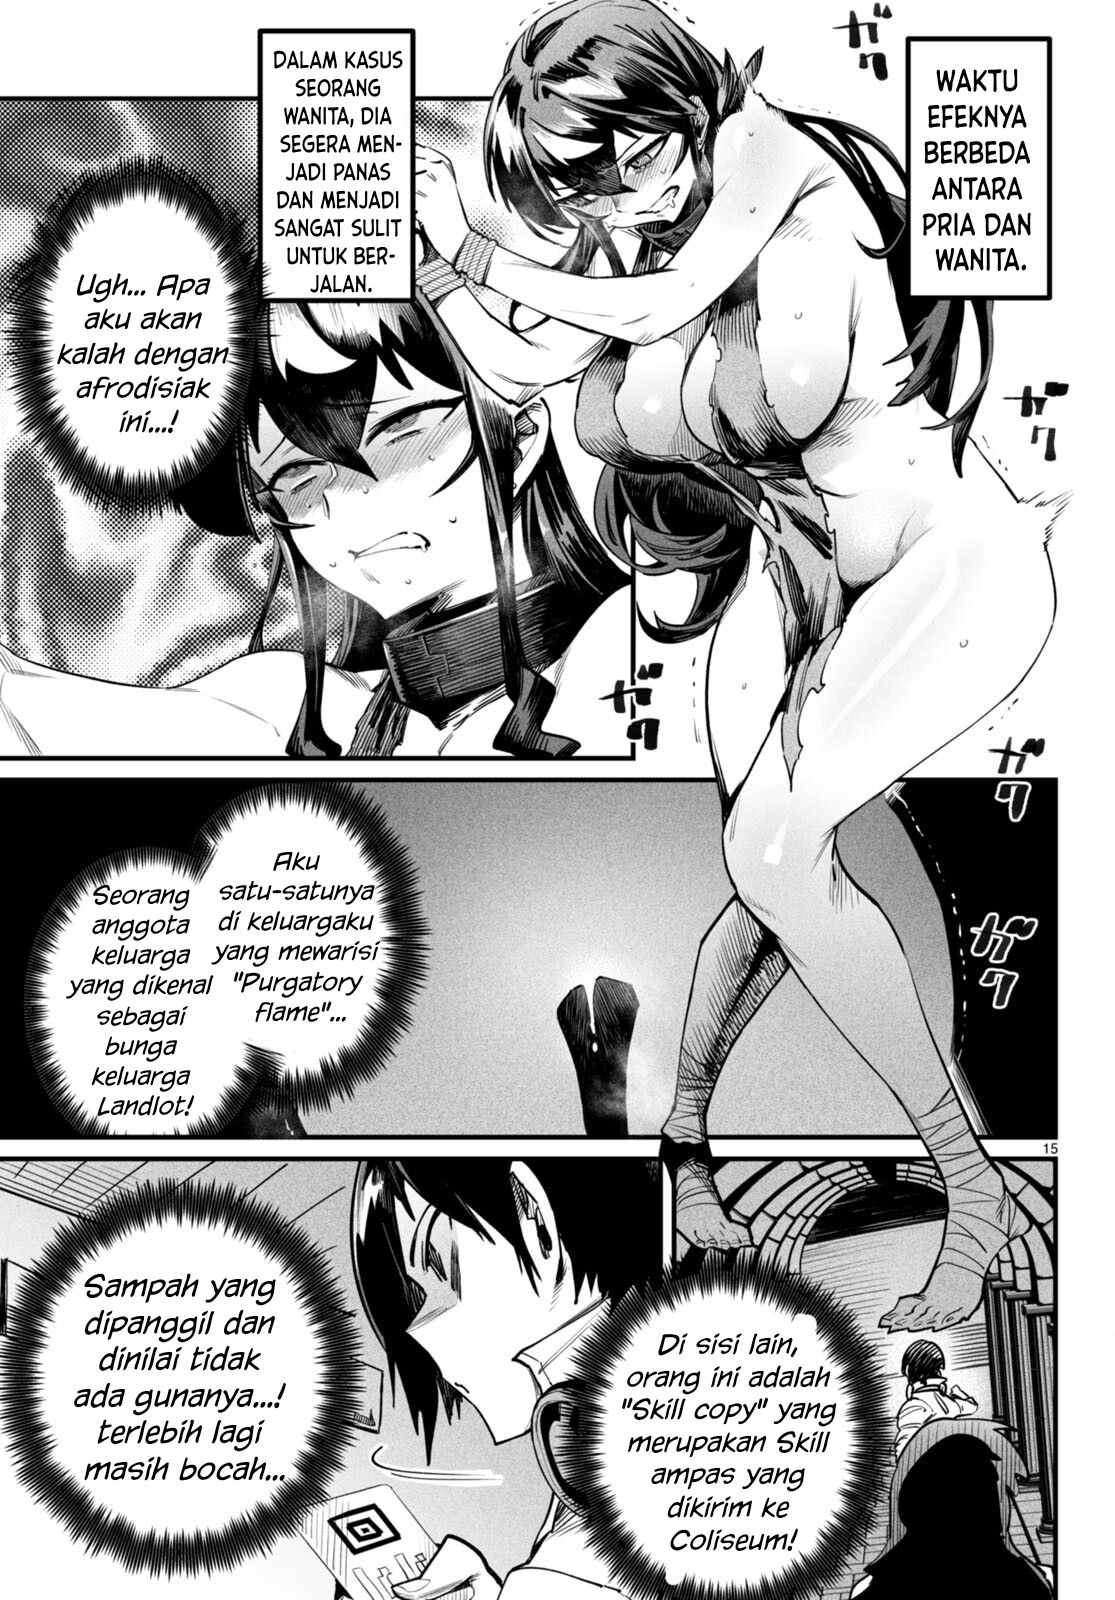 WAKTU
EFEKNYA
BERBEDA
ANTARA
PRIA DAN
WANITA.
ガ
ガク
DALAM KASUS
SEORANG
WANITA, DIA
SEGERA MEN-
JADI PANAS
DAN MENJADI
SANGAT SULIT
UNTUK BER-
JALAN.
Ugh... Apa
aku akan
kalah dengan
afrodisiak
ini....!
ガク
ガク
ガク
ガク
Aku
satu-satunya
di keluargaku
yang mewarisi
"Purgatory
flame"...
Seorang
anggota
keluarga
yang dikenal
sebagai
bunga
keluarga
Landlot!
15
Di sisi lain,
orang ini adalah
"Skill copy" yang
merupakan Skill
ampas yang
dikirim ke
Coliseum!
Sampah yang
dipanggil dan
dinilai tidak
ada gunanya....!
terlebih lagi
masih bocah...